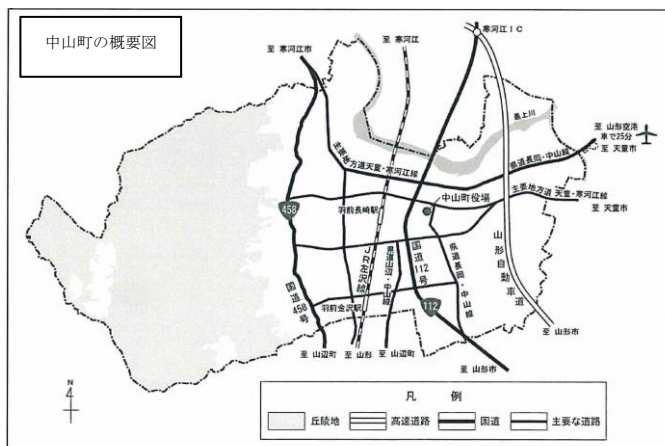 中山町の概要図
至 寒河江市
至 寒河江
寒河江IC
最上川
至 山形空港
車で25分
至 天童市
県道長岡・中山線
主要地方道天童・寒河江線
主要地方道 天童・寒河江線
至 天童市
中山町役場
458
羽前長崎駅
JR左沢線
県道山辺・中山線
国道112号
県道長岡・中山線
山形自動車道
国道458号
羽前金沢駅
112
至 山形市
至 山辺町
至 山形
至 山辺町
至 山形市
N
4
凡 例
丘陵地
高速道路
国道
主要な道路